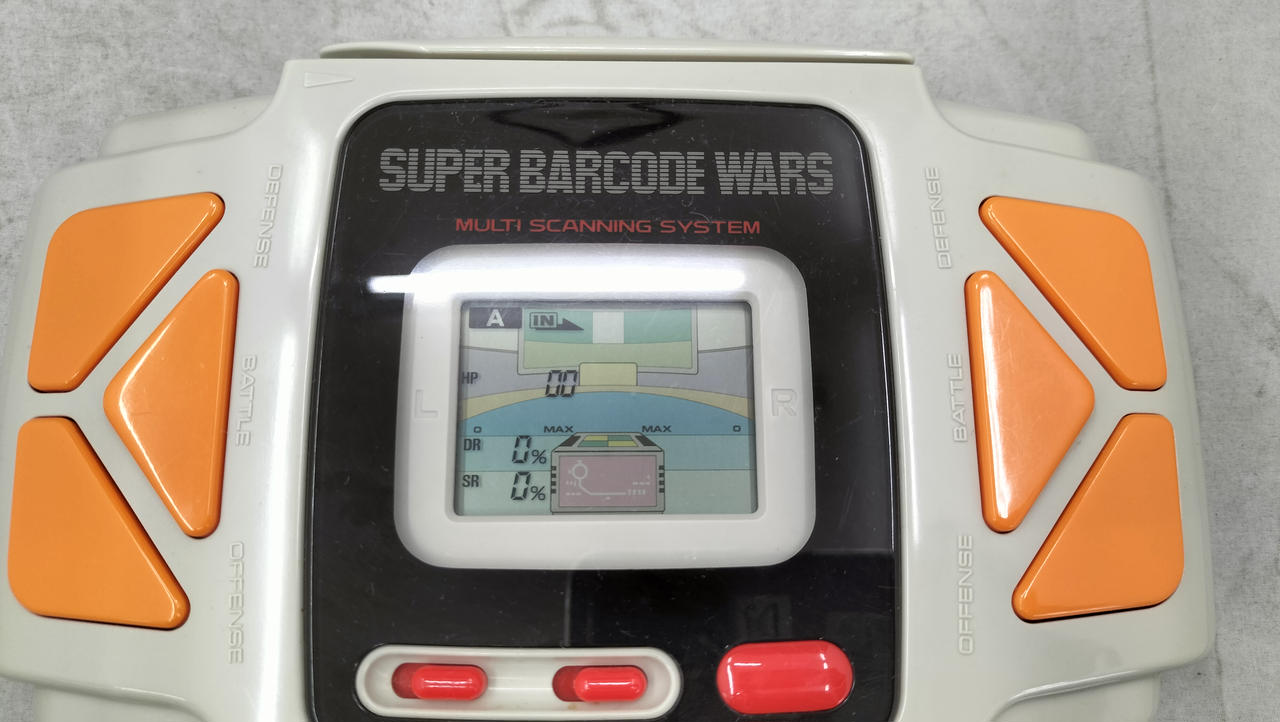 SUPER BARCODE WARS
MULTI SCANNING SYSTEM
DEFENSE
BATTLE
OFFENSE
L
A IN
HP 00
0 MAX MAX 0
DR 0%
SR 0%
R
DEFENSE
BATTLE
OFFENSE